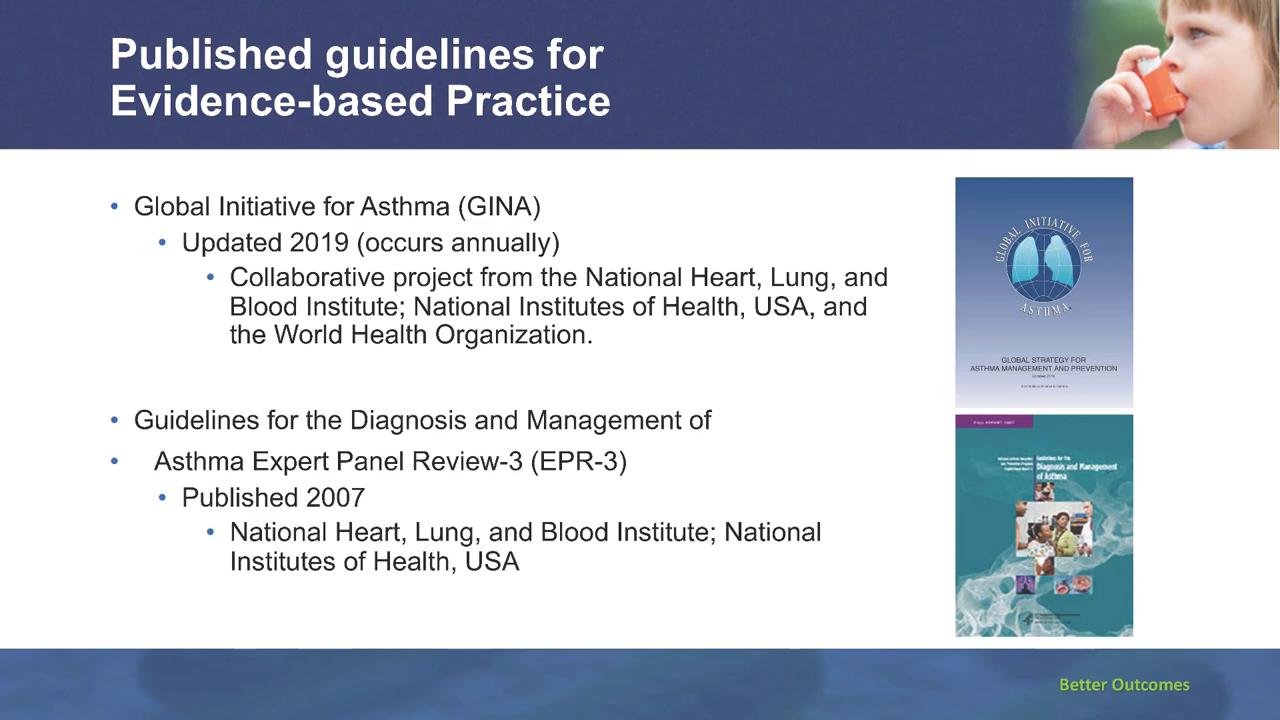 Published guidelines for
Evidence-based Practice
• Global Initiative for Asthma (GINA)
• Updated 2019 (occurs annually)
• Collaborative project from the National Heart, Lung, and
Blood Institute; National Institutes of Health, USA, and
the World Health Organization.
• Guidelines for the Diagnosis and Management of
• Asthma Expert Panel Review-3 (EPR-3)
• Published 2007
• National Heart, Lung, and Blood Institute; National
Institutes of Health, USA
GLOBAL INITIATIVE FOR
ASTHMA
GLOBAL STRATEGY FOR
ASTHMA MANAGEMENT AND PREVENTION
Guidelines for the
Diagnosis and Management
of Asthma
Better Outcomes